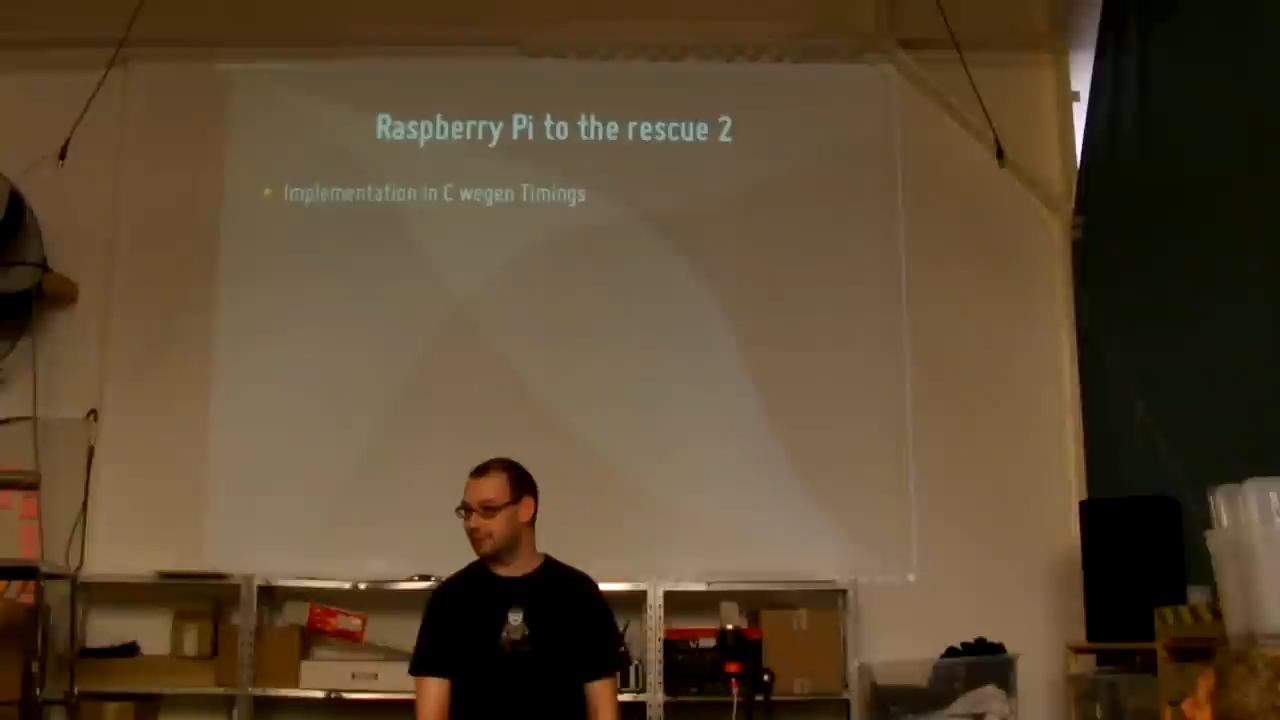 Raspberry Pi to the rescue 2
Implementation in C wegen Timings